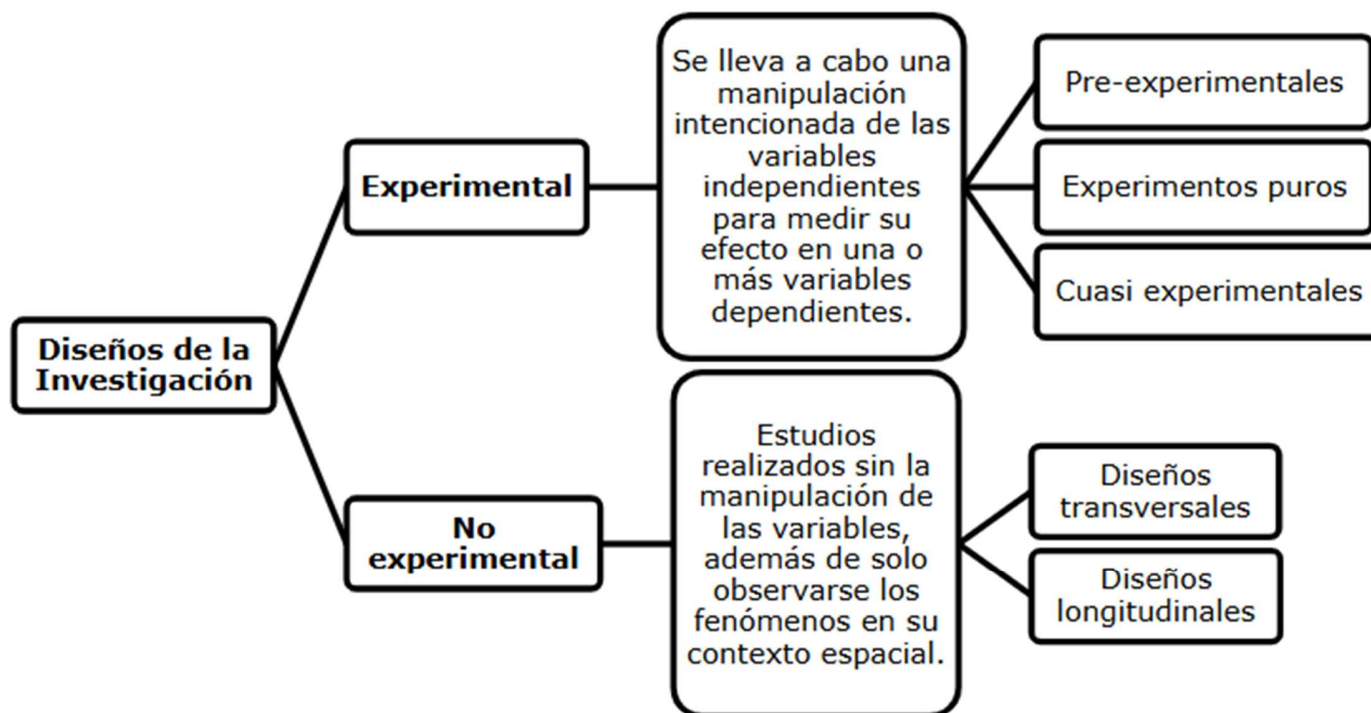 Diseños de la
Investigación
Experimental
Se lleva a cabo una
manipulación
intencionada de las
variables
independientes
para medir su
efecto en una o
más variables
dependientes.
Pre-experimentales
Experimentos puros
Cuasi experimentales
No
experimental
Estudios
realizados sin la
manipulación de
las variables,
además de solo
observarse los
fenómenos en su
contexto espacial.
Diseños
transversales
Diseños
longitudinales